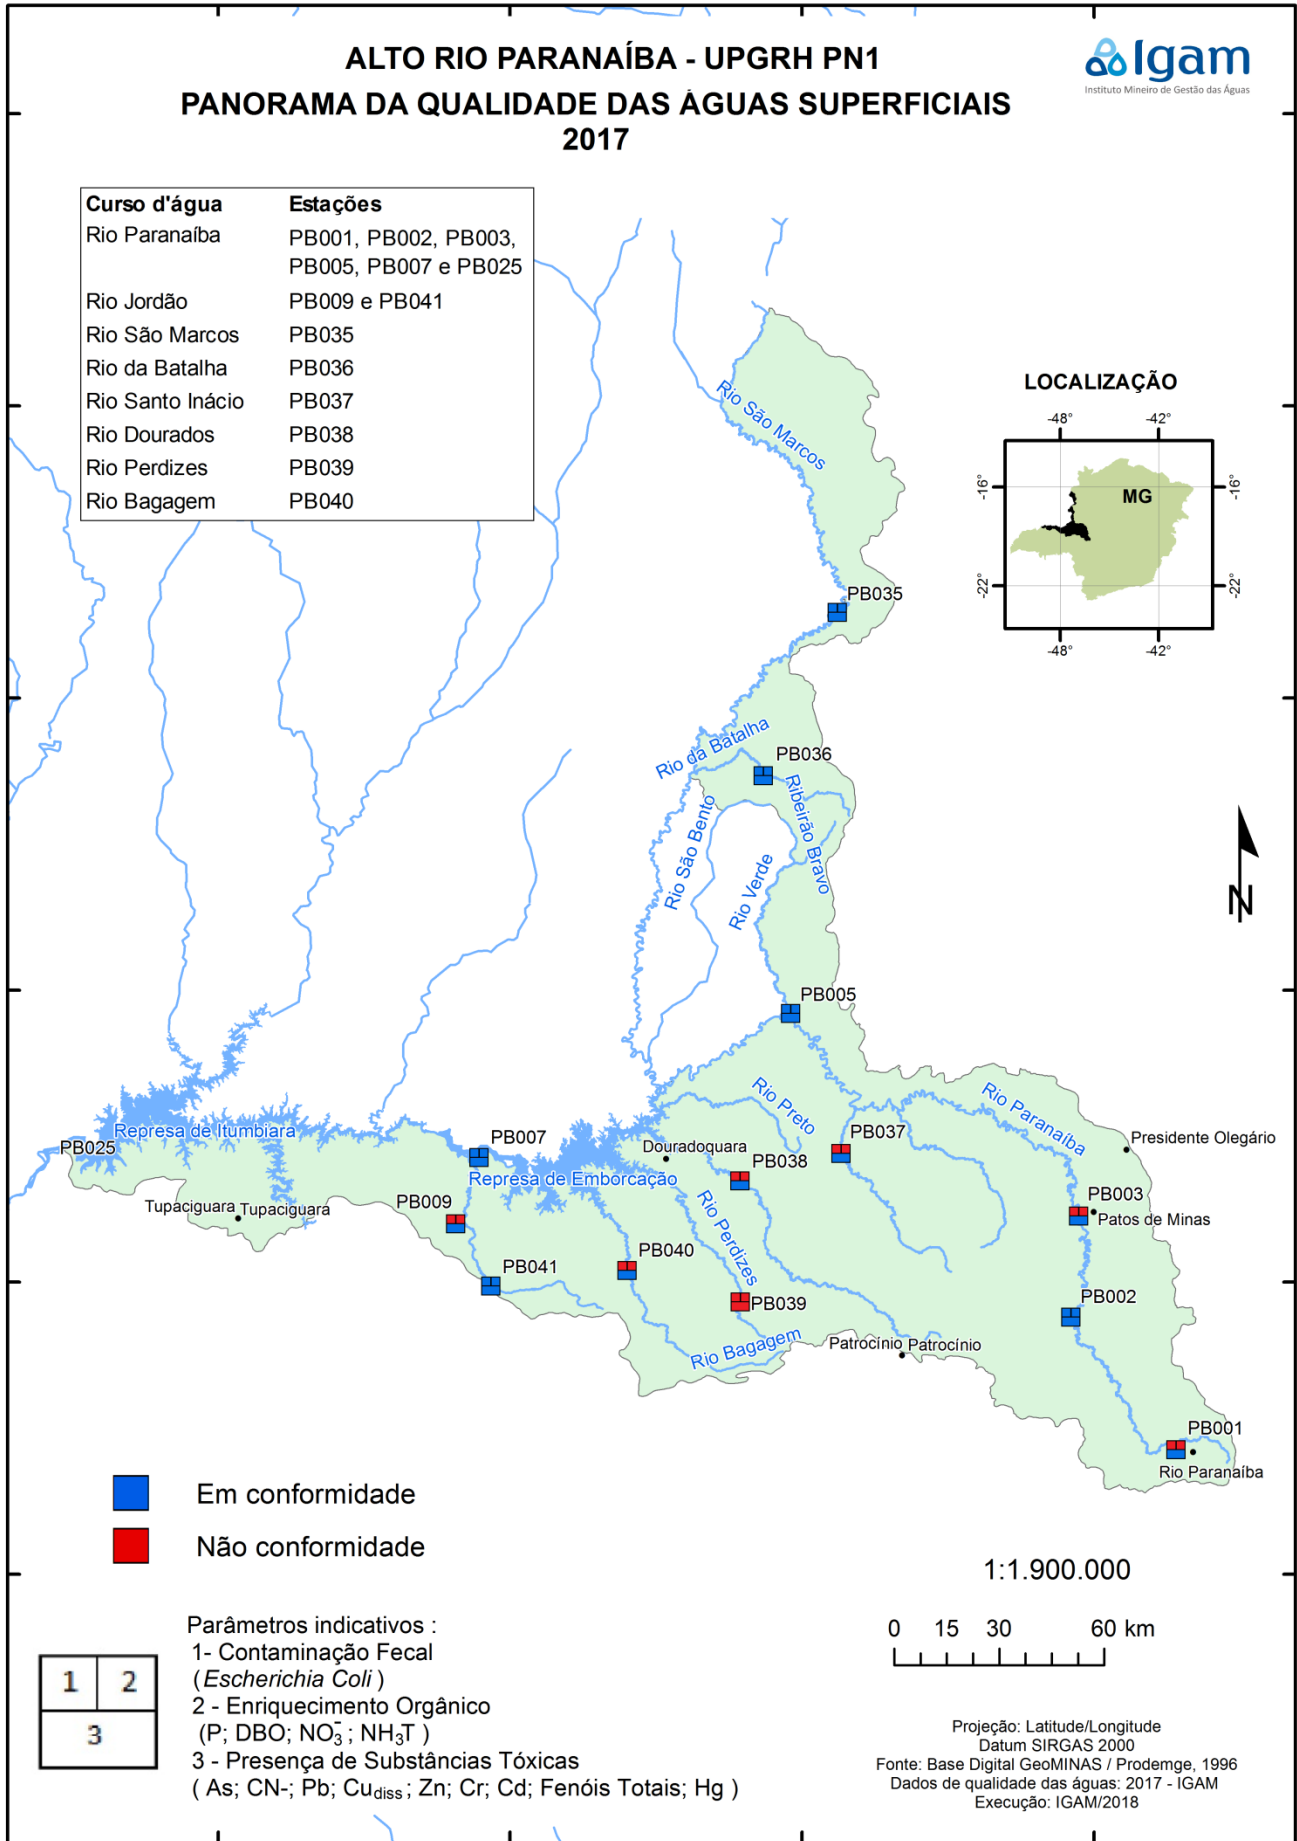 ALTO RIO PARANAÍBA - UPGRH PN1
PANORAMA DA QUALIDADE DAS ÁGUAS SUPERFICIAIS
2017
Igam
Instituto Mineiro de Gestão das Águas
Curso d'água Estações
Rio Paranaíba PB001, PB002, PB003,
PB005, PB007 e PB025
Rio Jordão PB009 e PB041
Rio São Marcos PB035
Rio da Batalha PB036
Rio Santo Inácio PB037
Rio Dourados PB038
Rio Perdizes PB039
Rio Bagagem PB040
LOCALIZAÇÃO
-48° -42°
-16° MG -16°
-22° -22°
-48° -42°
Rio São Marcos
PB035
Rio da Batalha
PB036
Ribeirão Bravo
Rio São Bento
Rio Verde
N
PB005
Rio Preto
Rio Paranaíba
Represa de Itumbiara
PB025
PB007
PB037
Presidente Olegário
Douradoquara
PB038
Represa de Emborcação
PB009
Tupaciguara Tupaciguara
PB003
Patos de Minas
Rio Perdizes
PB040
PB041
PB039
PB002
Rio Bagagem
Patrocínio Patrocínio
PB001
Rio Paranaíba
Em conformidade
Não conformidade
1:1.900.000
0 15 30 60 km
Parâmetros indicativos :
1- Contaminação Fecal
(Escherichia Coli )
2 - Enriquecimento Orgânico
(P; DBO; NO₃⁻; NH₃T )
3 - Presença de Substâncias Tóxicas
( As; CN-; Pb; Cudiss; Zn; Cr; Cd; Fenóis Totais; Hg )
1 2
3
Projeção: Latitude/Longitude
Datum SIRGAS 2000
Fonte: Base Digital GeoMINAS / Prodemge, 1996
Dados de qualidade das águas: 2017 - IGAM
Execução: IGAM/2018